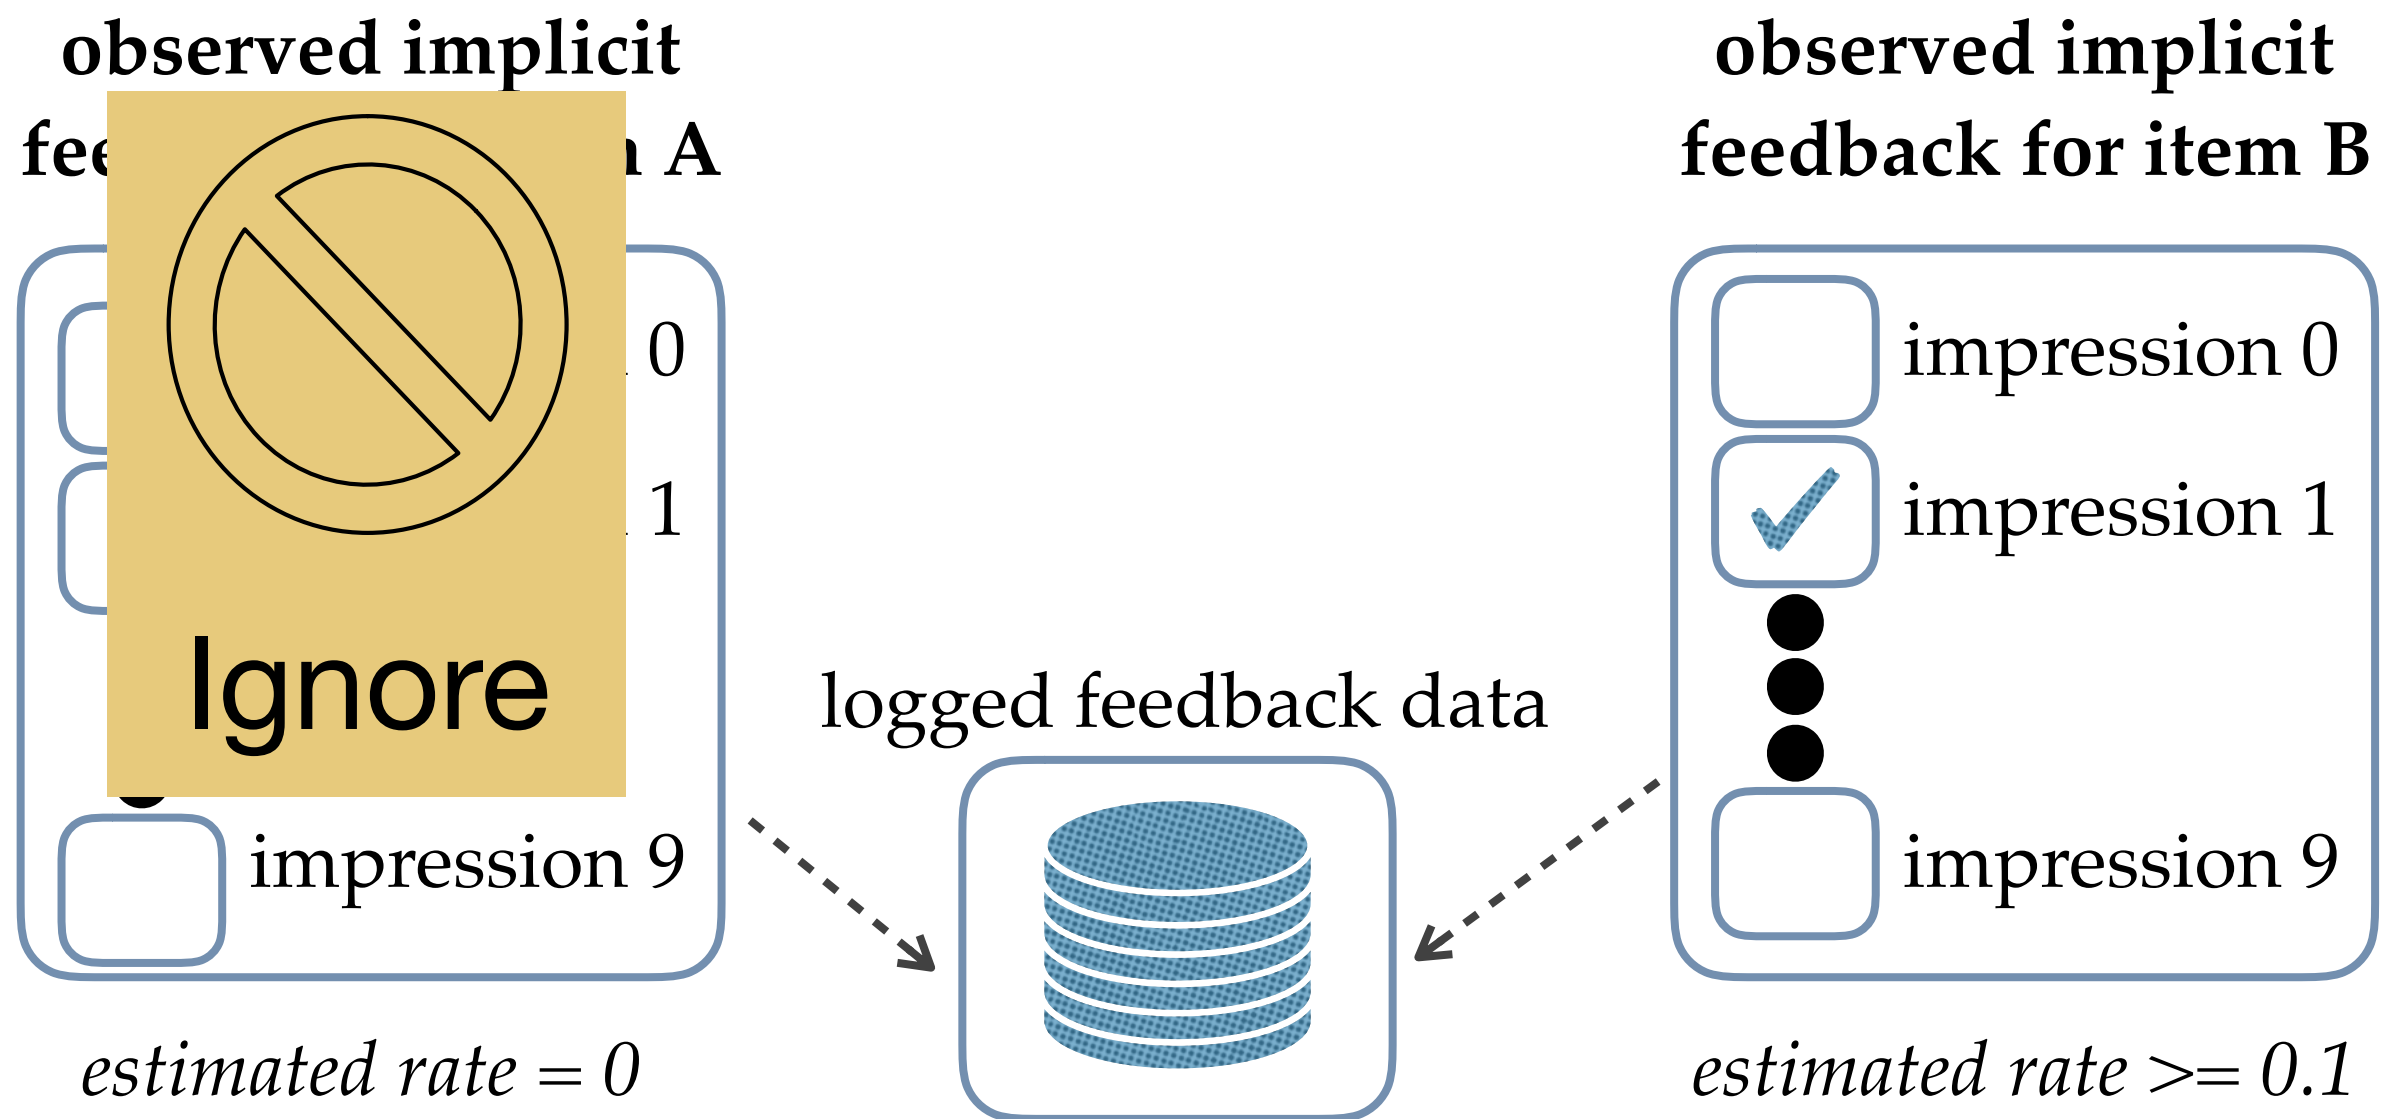 observed implicit
A
0
1
Ignore
impression 9
estimated rate = 0
logged feedback data
observed implicit
feedback for item B
impression 0
impression 1
impression 9
estimated rate >= 0.1